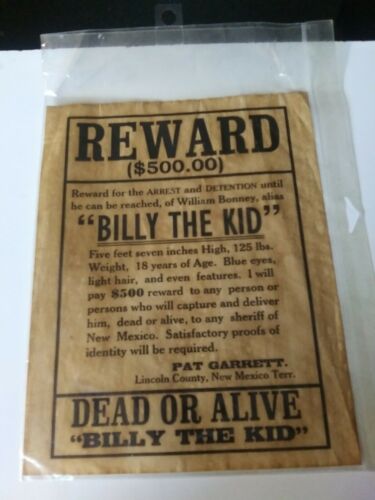 REWARD
($500.00)
Reward for the ARREST and DETENTION until
he can be reached, of William Bonney, alias
"BILLY THE KID"
Five feet seven inches High, 125 lbs.
Weight, 18 years of Age. Blue eyes,
light hair, and even features. I will
pay $500 reward to any person or
persons who will capture and deliver
him, dead or alive, to any sheriff of
New Mexico. Satisfactory proofs of
identity will be required.
PAT GARRETT.
Lincoln County, New Mexico Terr.
DEAD OR ALIVE
"BILLY THE KID"